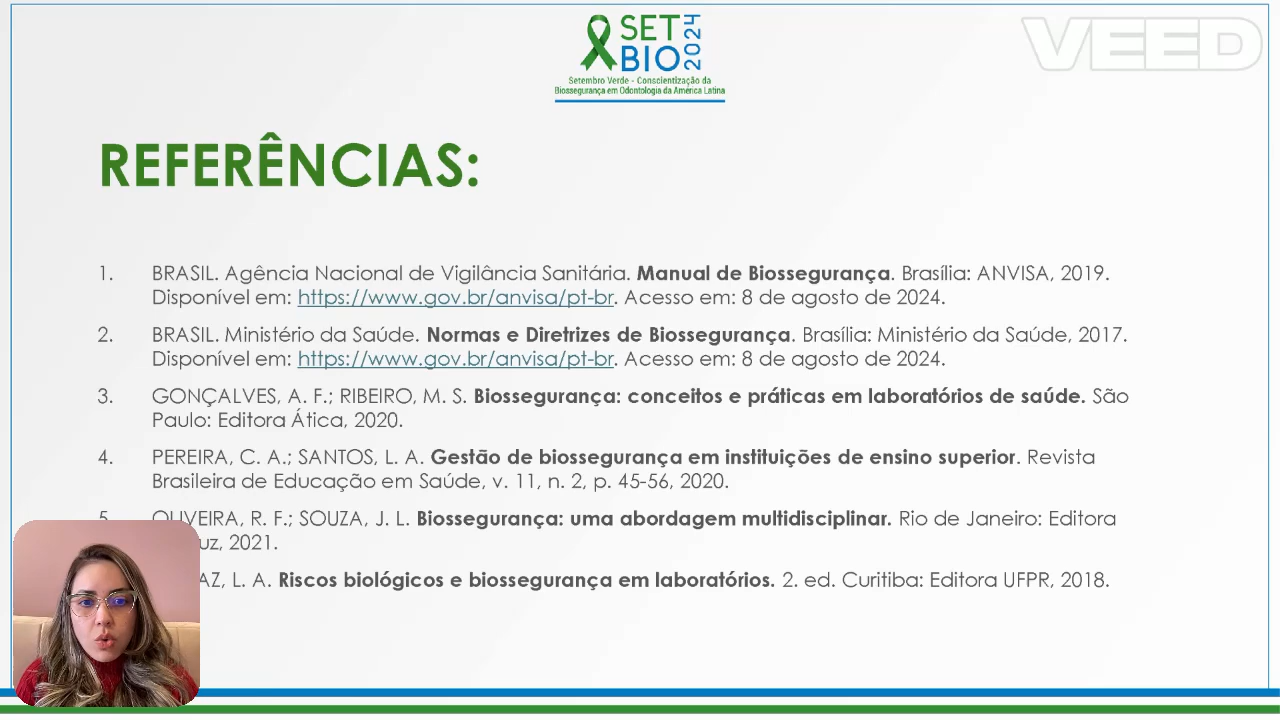 SET
BIO
2024
Setembro Verde - Conscientização da
Biossegurança em Odontologia da América Latina
VEED
REFERÊNCIAS:
1. BRASIL. Agência Nacional de Vigilância Sanitária. Manual de Biossegurança. Brasília: ANVISA, 2019.
Disponível em: https://www.gov.br/anvisa/pt-br. Acesso em: 8 de agosto de 2024.
2. BRASIL. Ministério da Saúde. Normas e Diretrizes de Biossegurança. Brasília: Ministério da Saúde, 2017.
Disponível em: https://www.gov.br/anvisa/pt-br. Acesso em: 8 de agosto de 2024.
3. GONÇALVES, A. F.; RIBEIRO, M. S. Biossegurança: conceitos e práticas em laboratórios de saúde. São
Paulo: Editora Ática, 2020.
4. PEREIRA, C. A.; SANTOS, L. A. Gestão de biossegurança em instituições de ensino superior. Revista
Brasileira de Educação em Saúde, v. 11, n. 2, p. 45-56, 2020.
5. OLIVEIRA, R. F.; SOUZA, J. L. Biossegurança: uma abordagem multidisciplinar. Rio de Janeiro: Editora
2021.
L. A. Riscos biológicos e biossegurança em laboratórios. 2. ed. Curitiba: Editora UFPR, 2018.